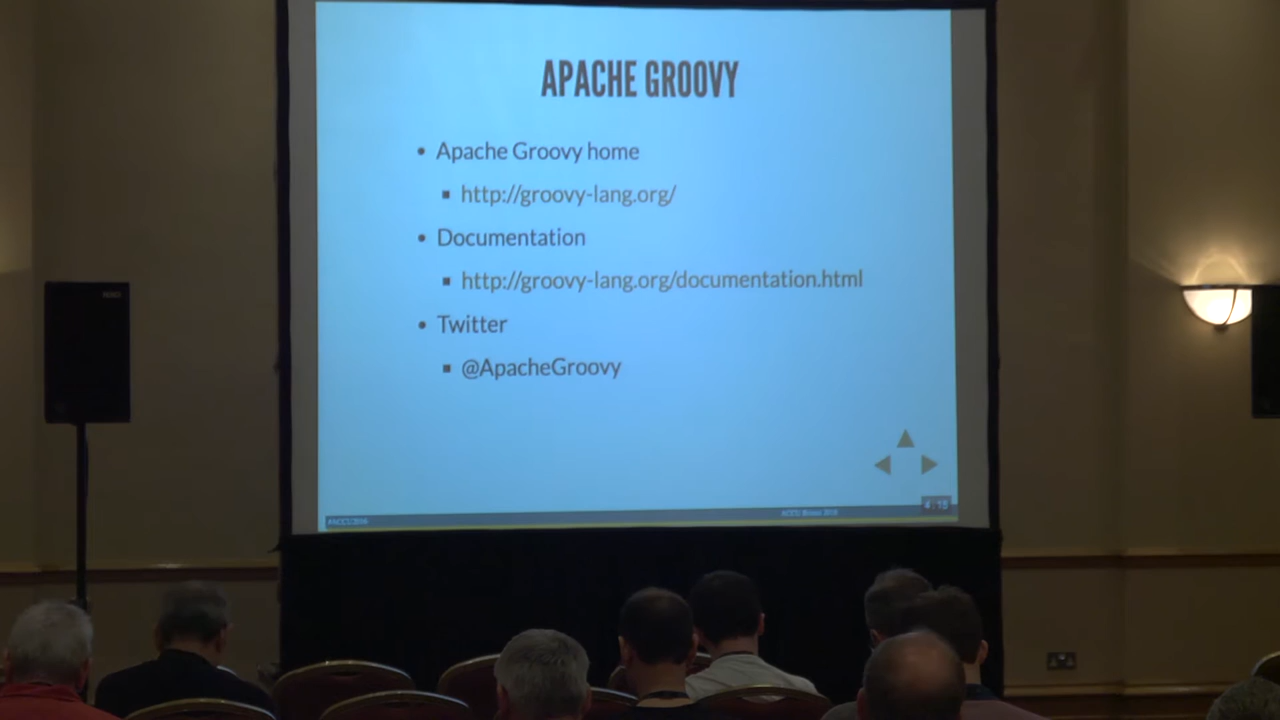 APACHE GROOVY
Apache Groovy home
http://groovy-lang.org/
Documentation
http://groovy-lang.org/documentation.html
Twitter
@ApacheGroovy